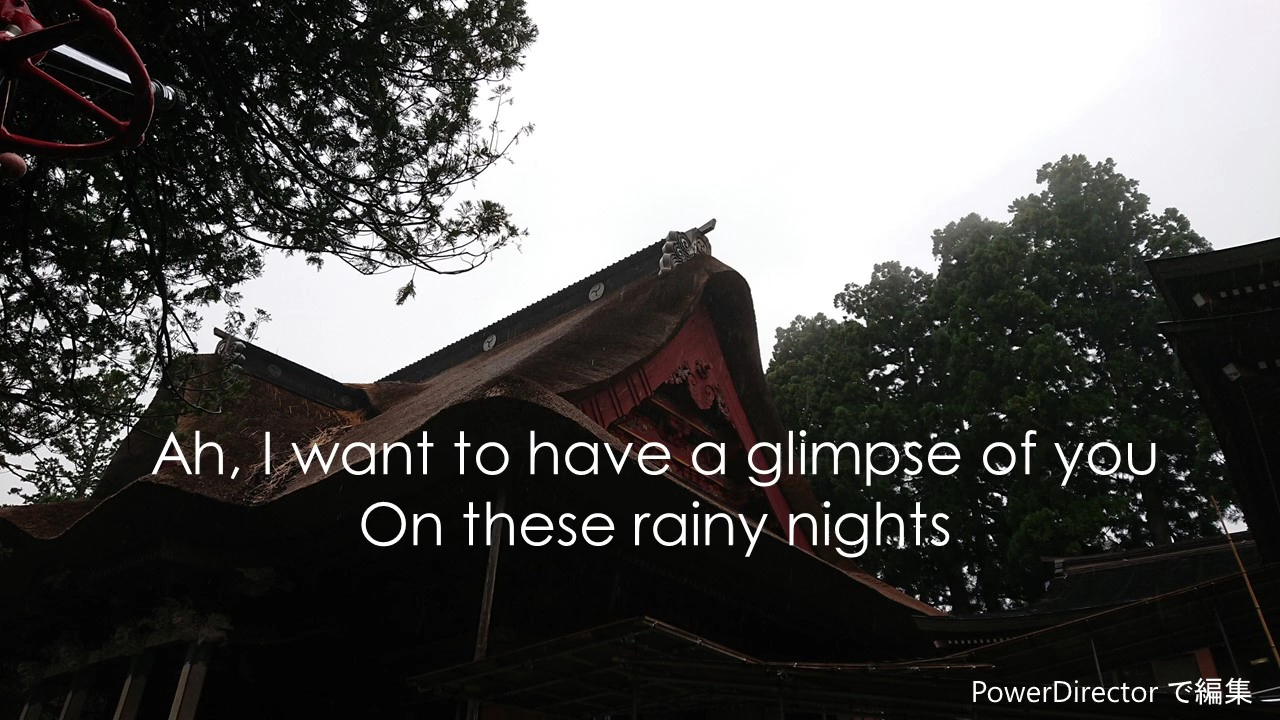 Ah, I want to have a glimpse of you
On these rainy nights
PowerDirector で編集